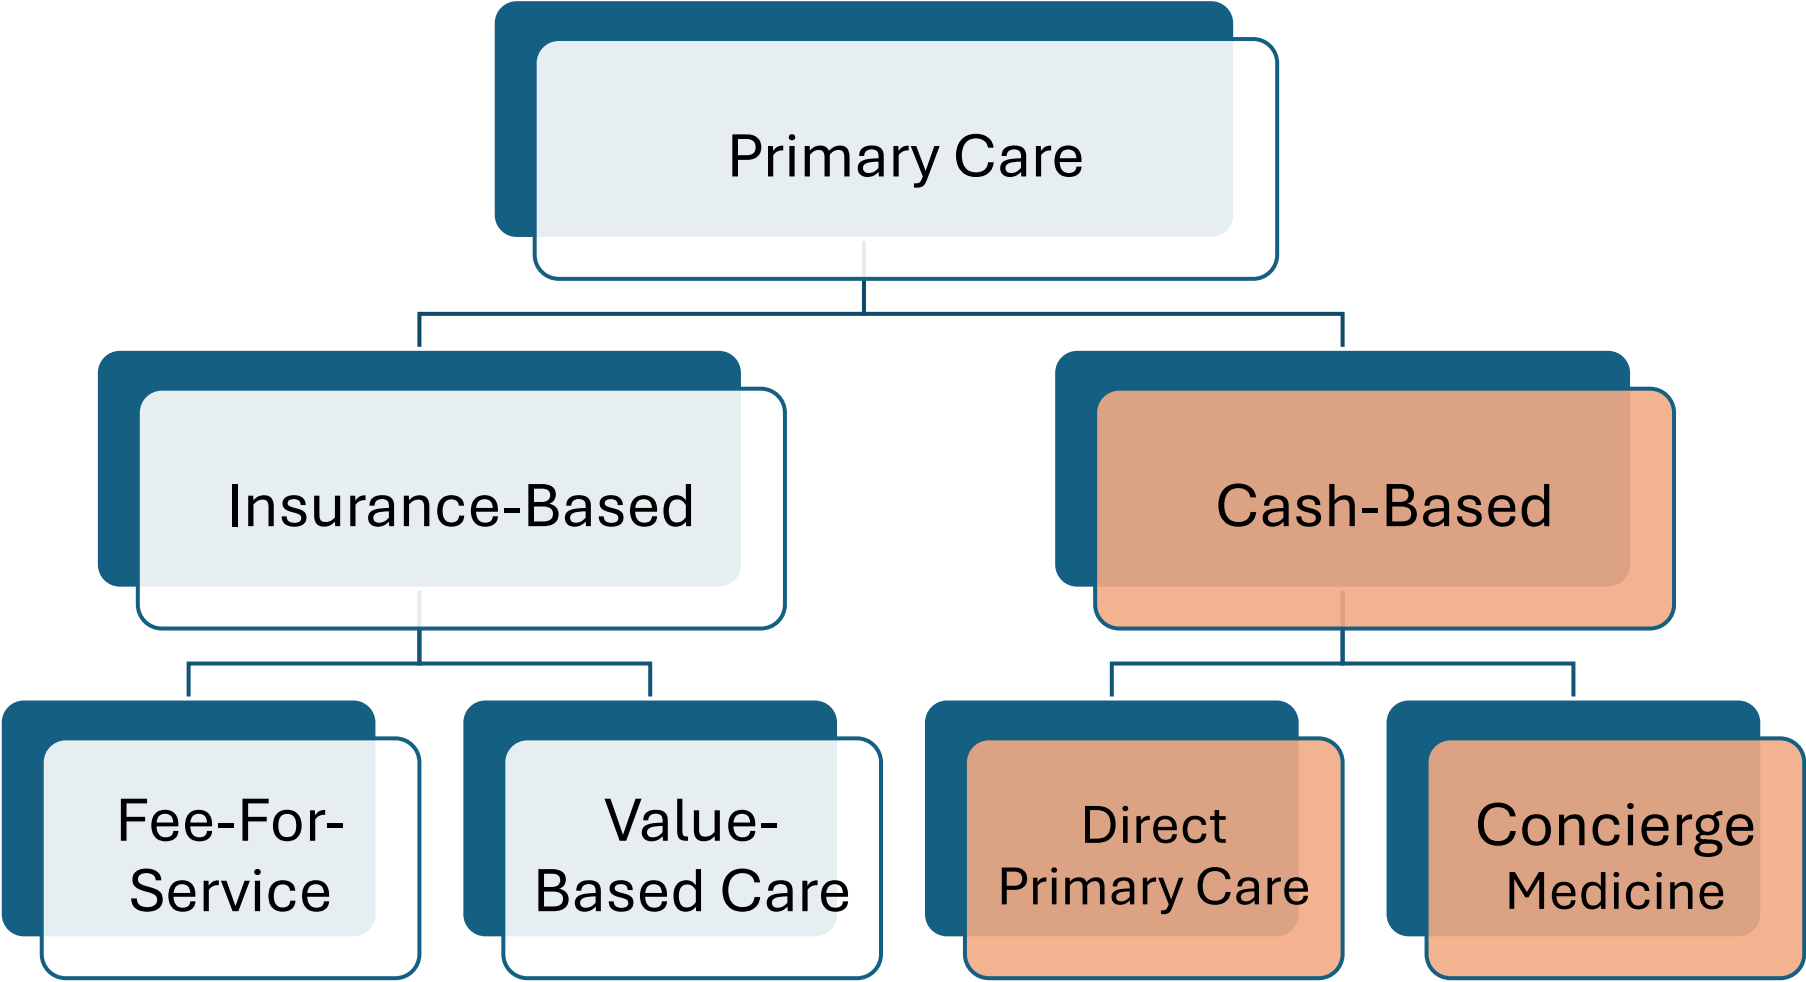 Primary Care
Insurance-Based
Cash-Based
Fee-For-
Service
Value-
Based Care
Direct
Primary Care
Concierge
Medicine